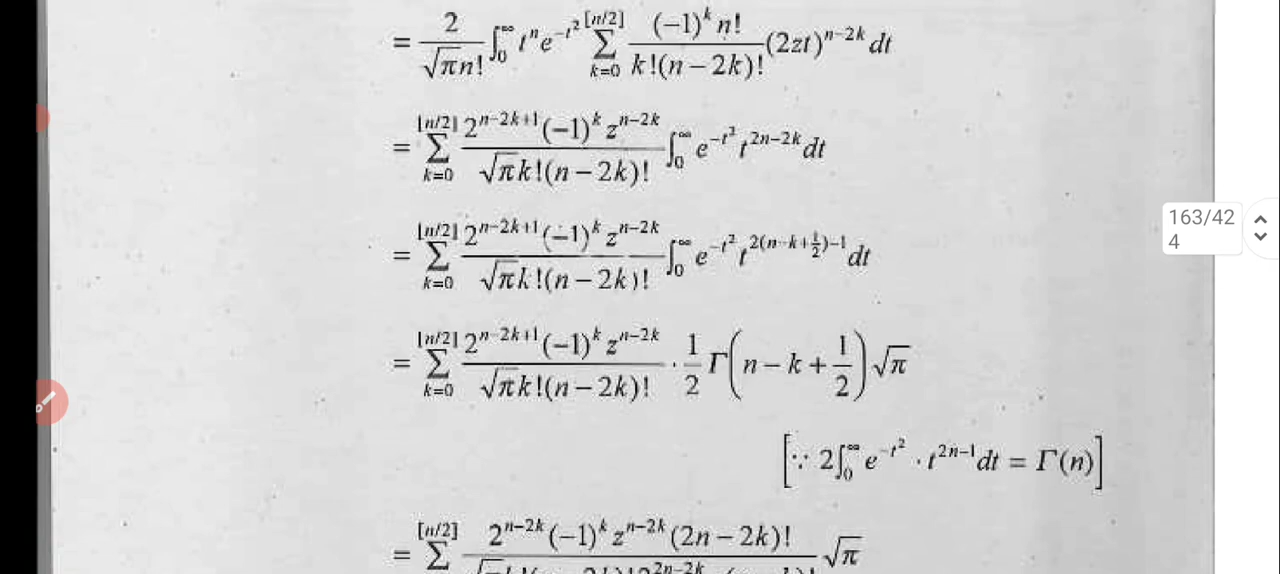 = \frac{2}{\sqrt{\pi} n!} \int_0^\infty t^n e^{-t^2} \sum_{k=0}^{[n/2]} \frac{(-1)^k n!}{k!(n-2k)!} (2zt)^{n-2k} dt
= \sum_{k=0}^{[n/2]} \frac{2^{n-2k+1} (-1)^k z^{n-2k}}{\sqrt{\pi} k!(n-2k)!} \int_0^\infty e^{-t^2} t^{2n-2k} dt
163/42
4
= \sum_{k=0}^{[n/2]} \frac{2^{n-2k+1} (-1)^k z^{n-2k}}{\sqrt{\pi} k!(n-2k)!} \int_0^\infty e^{-t^2} t^{2(n-k+\frac{1}{2})-1} dt
= \sum_{k=0}^{[n/2]} \frac{2^{n-2k+1} (-1)^k z^{n-2k}}{\sqrt{\pi} k!(n-2k)!} \cdot \frac{1}{2} \Gamma\left(n-k+\frac{1}{2}\right) \sqrt{\pi}
\left[\because 2\int_0^\infty e^{-t^2} \cdot t^{2n-1} dt = \Gamma(n)\right]
= \sum^{[n/2]} \frac{2^{n-2k} (-1)^k z^{n-2k} (2n-2k)!}{} \sqrt{\pi}